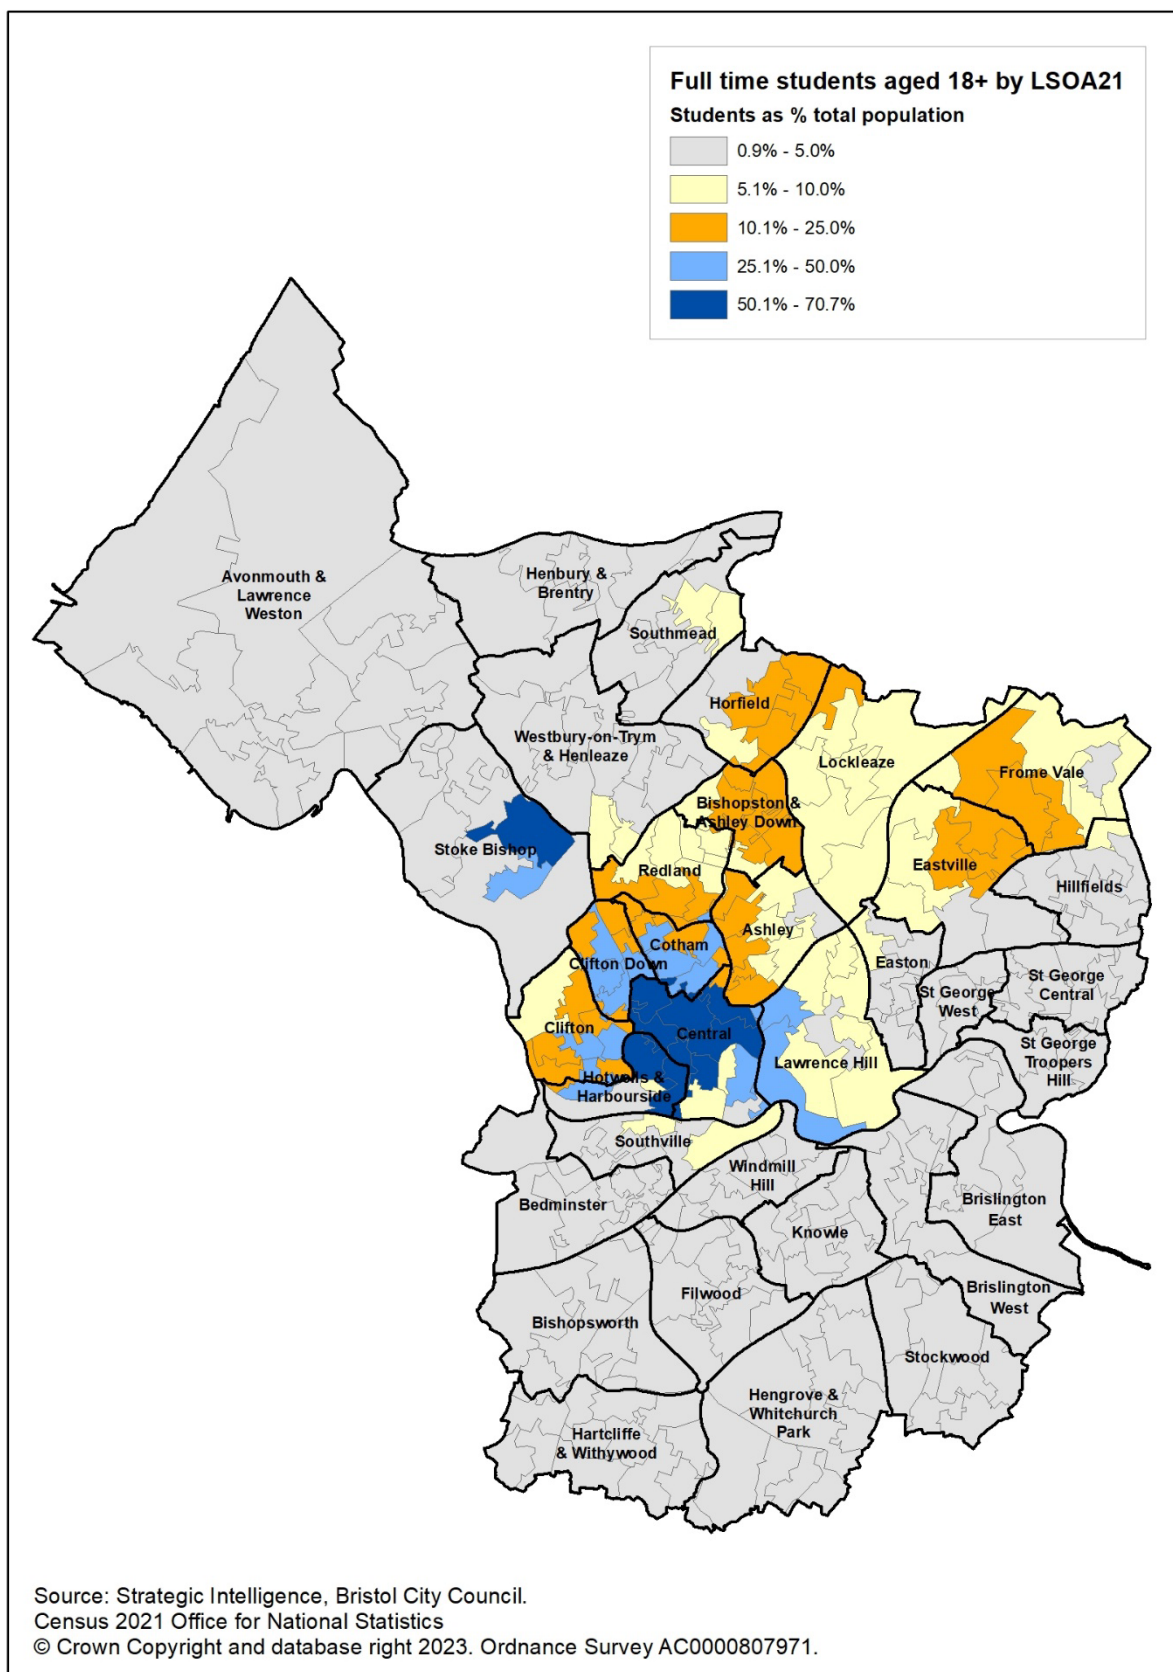 Full time students aged 18+ by LSOA21
Students as % total population
0.9% - 5.0%
5.1% - 10.0%
10.1% - 25.0%
25.1% - 50.0%
50.1% - 70.7%
Avonmouth &
Lawrence
Weston
Henbury &
Brentry
Southmead
Horfield
Westbury-on-Trym
& Henleaze
Lockleaze
Frome Vale
Bishopston &
Ashley Down
Stoke Bishop
Eastville
Redland
Hillfields
Ashley
Cotham
Clifton Down
Easton
St George
Central
St George
West
Clifton
Central
Lawrence Hill
St George
Troopers
Hill
Hotwells &
Harbourside
Southville
Windmill
Hill
Bedminster
Brislington
East
Knowle
Filwood
Brislington
West
Bishopsworth
Stockwood
Hengrove &
Whitchurch
Park
Hartcliffe
& Withywood
Source: Strategic Intelligence, Bristol City Council.
Census 2021 Office for National Statistics
© Crown Copyright and database right 2023. Ordnance Survey AC0000807971.